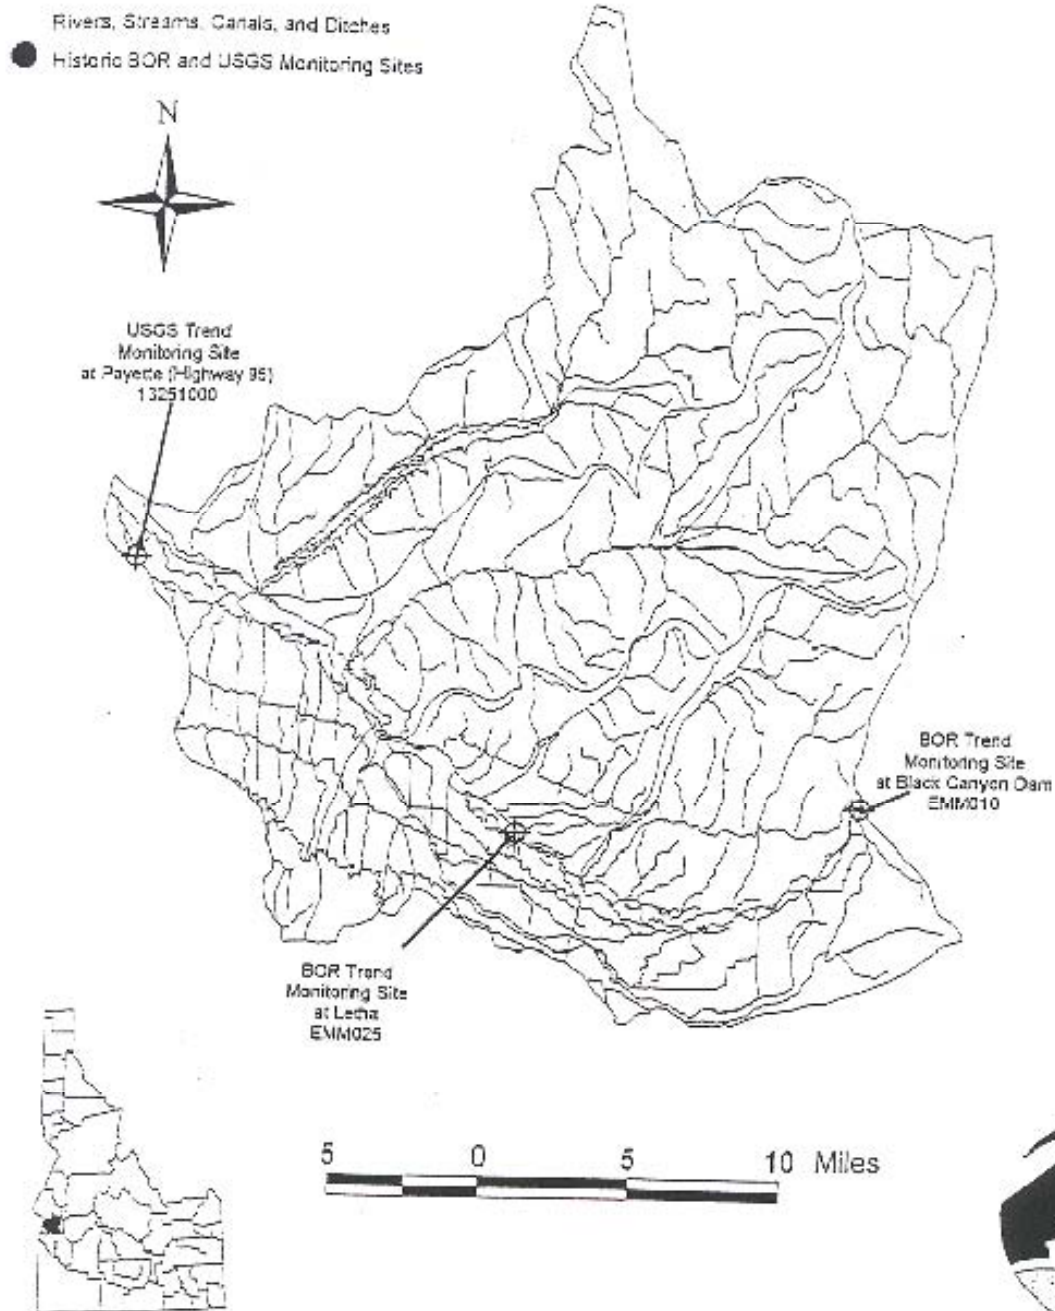 Rivers, Streams, Canals, and Ditches
Historic BOR and USGS Monitoring Sites
N
USGS Trend
Monitoring Site
at Payette (Highway 95)
13251000
BOR Trend
Monitoring Site
at Black Canyon Dam
EMM010
BOR Trend
Monitoring Site
at Letha
EMM025
5 0 5 10 Miles